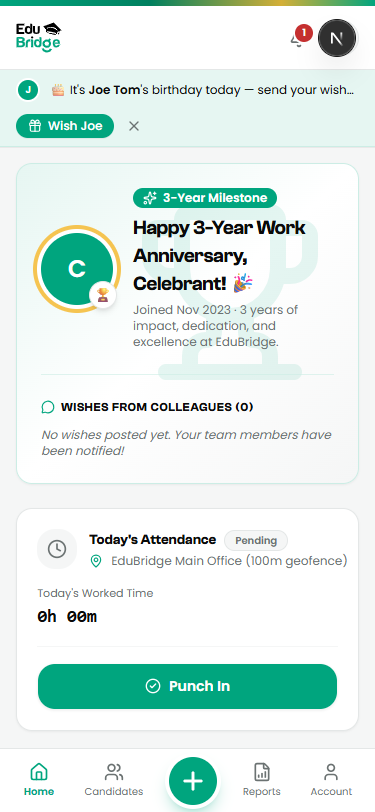 Edu
Bridge
1
N
J
It's Joe Tom's birthday today — send your wish…
Wish Joe
3-Year Milestone
Happy 3-Year Work
Anniversary,
Celebrant! 🎉
C
Joined Nov 2023 · 3 years of
impact, dedication, and
excellence at EduBridge.
WISHES FROM COLLEAGUES (0)
No wishes posted yet. Your team members have
been notified!
Today's Attendance
Pending
EduBridge Main Office (100m geofence)
Today's Worked Time
0h 00m
Punch In
Home
Candidates
Reports
Account